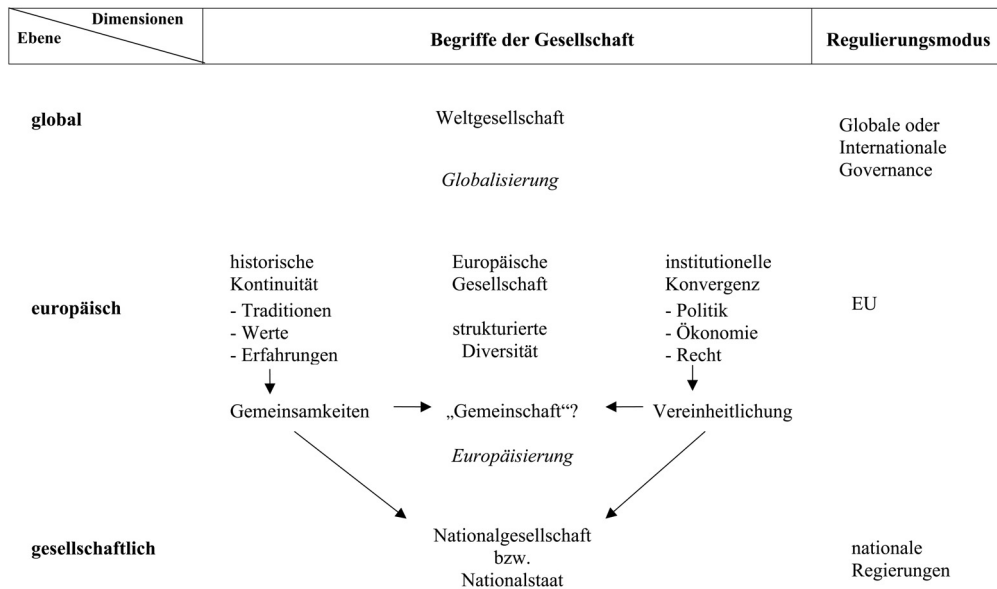 Dimensionen
Ebene
Begriffe der Gesellschaft
Regulierungsmodus
global
Weltgesellschaft
Globale oder
Internationale
Governance
Globalisierung
europäisch
historische
Kontinuität
- Traditionen
- Werte
- Erfahrungen
Europäische
Gesellschaft
strukturierte
Diversität
institutionelle
Konvergenz
- Politik
- Ökonomie
- Recht
EU
Gemeinsamkeiten
„Gemeinschaft“?
Vereinheitlichung
Europäisierung
gesellschaftlich
Nationalgesellschaft
bzw.
Nationalstaat
nationale
Regierungen